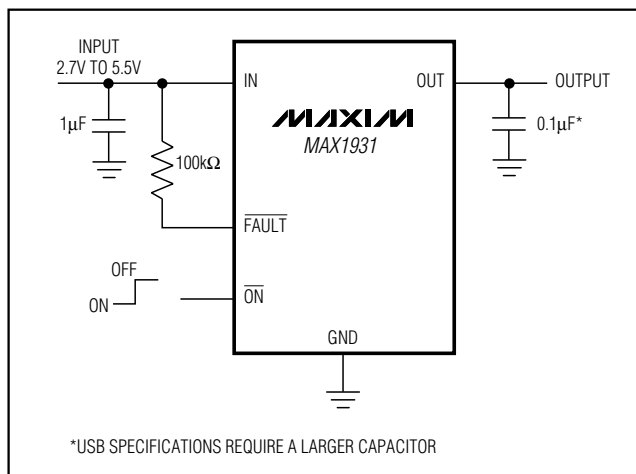 INPUT
2.7V TO 5.5V
IN
OUT
OUTPUT
1µF
MAXIM
MAX1931
0.1µF*
100kΩ
FAULT
OFF
ON
ON
GND
*USB SPECIFICATIONS REQUIRE A LARGER CAPACITOR